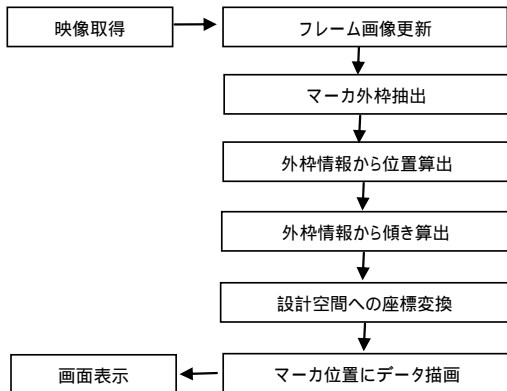 映像取得
フレーム画像更新
マーカ外枠抽出
外枠情報から位置算出
外枠情報から傾き算出
設計空間への座標変換
マーカ位置にデータ描画
画面表示